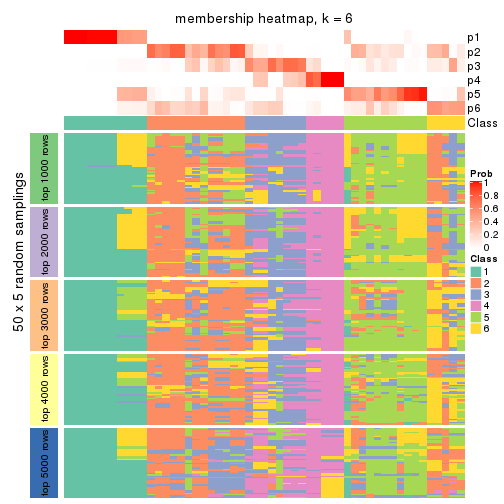 membership heatmap, k = 6
p1
p2
p3
p4
p5
p6
Class
50 x 5 random samplings
top 1000 rows
top 2000 rows
top 3000 rows
top 4000 rows
top 5000 rows
Prob
1
0.8
0.6
0.4
0.2
0
Class
1
2
3
4
5
6